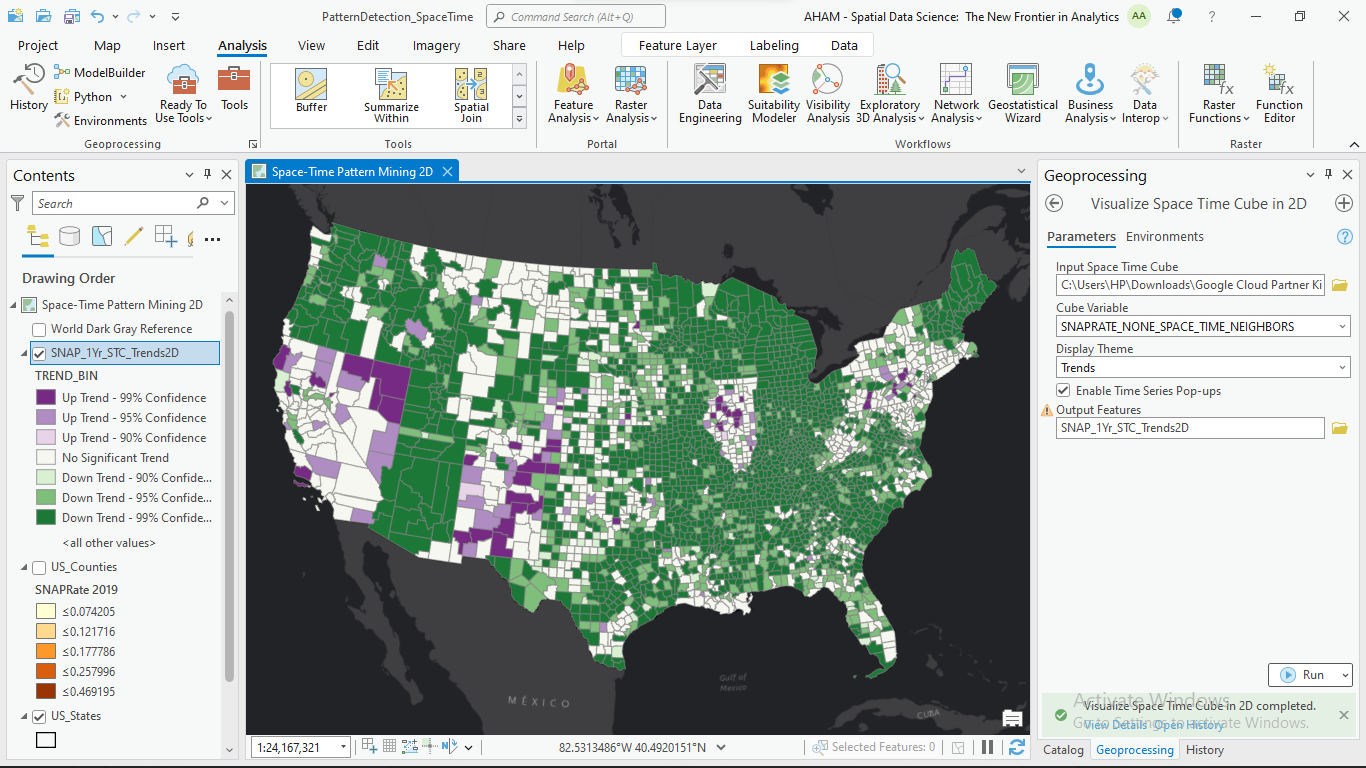 PatternDetection_SpaceTime
Command Search (Alt+Q)
AHAM - Spatial Data Science: The New Frontier in Analytics
AA
Project Map Insert Analysis View Edit Imagery Share Help Feature Layer Labeling Data
History
ModelBuilder
Python
Environments
Ready To Use Tools
Tools
Buffer
Summarize Within
Spatial Join
Feature Analysis
Raster Analysis
Data Engineering
Suitability Modeler
Visibility Analysis
Exploratory 3D Analysis
Network Analysis
Geostatistical Wizard
Business Analysis
Data Interop
Raster Functions
Function Editor
Geoprocessing Tools Portal Workflows Raster
Contents
Search
Drawing Order
Space-Time Pattern Mining 2D
World Dark Gray Reference
SNAP_1Yr_STC_Trends2D
TREND_BIN
Up Trend - 99% Confidence
Up Trend - 95% Confidence
Up Trend - 90% Confidence
No Significant Trend
Down Trend - 90% Confide...
Down Trend - 95% Confide...
Down Trend - 99% Confide...
<all other values>
US_Counties
SNAPRate 2019
≤0.074205
≤0.121716
≤0.177786
≤0.257996
≤0.469195
US_States
Space-Time Pattern Mining 2D
Gulf of
Mexico
MÉXICO
CUBA
1:24,167,321
82.5313486°W 40.4920151°N
Selected Features: 0
Geoprocessing
Visualize Space Time Cube in 2D
Parameters Environments
Input Space Time Cube
C:\Users\HP\Downloads\Google Cloud Partner Ki
Cube Variable
SNAPRATE_NONE_SPACE_TIME_NEIGHBORS
Display Theme
Trends
Enable Time Series Pop-ups
Output Features
SNAP_1Yr_STC_Trends2D
Run
Activate Windows
Visualize Space Time Cube in 2D completed.
Go to Settings to activate Windows.
View Details Open History
Catalog Geoprocessing History